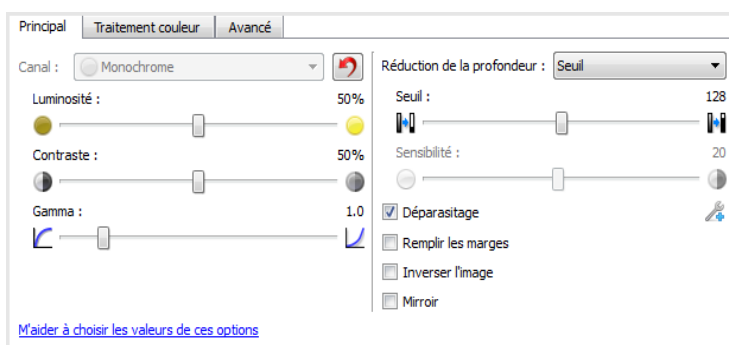 Principal Traitement couleur Avancé
Canal : Monochrome
Luminosité : 50%
Contraste : 50%
Gamma : 1.0
M'aider à choisir les valeurs de ces options
Réduction de la profondeur : Seuil
Seuil : 128
Sensibilité : 20
Déparasitage
Remplir les marges
Inverser l'image
Mirroir